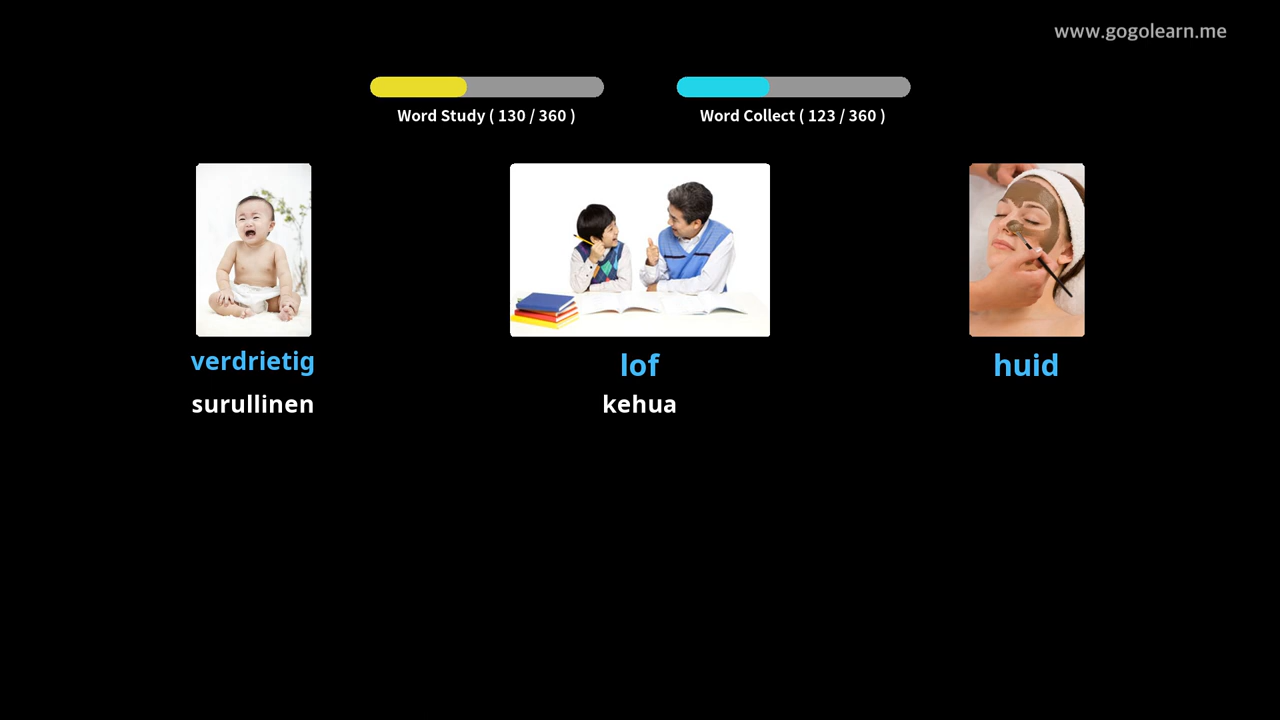 www.gogolearn.me
Word Study ( 130 / 360 )
Word Collect ( 123 / 360 )
verdrietig
lof
huid
surullinen
kehua